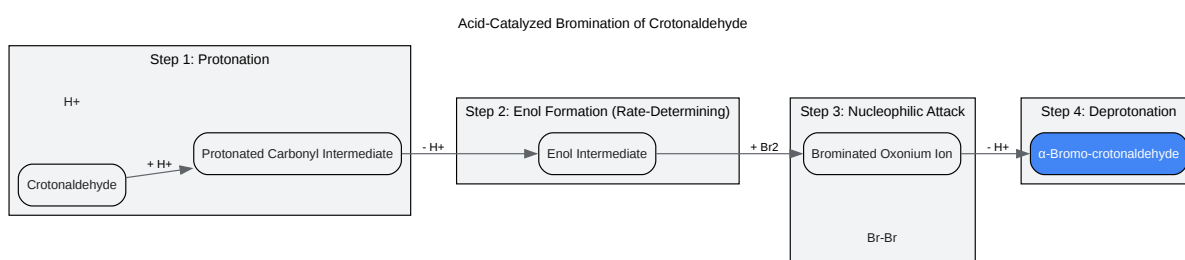 Acid-Catalyzed Bromination of Crotonaldehyde
Step 1: Protonation
H+
Crotonaldehyde
+ H+
Protonated Carbonyl Intermediate
- H+
Step 2: Enol Formation (Rate-Determining)
Enol Intermediate
+ Br2
Step 3: Nucleophilic Attack
Brominated Oxonium Ion
Br-Br
- H+
Step 4: Deprotonation
α-Bromo-crotonaldehyde